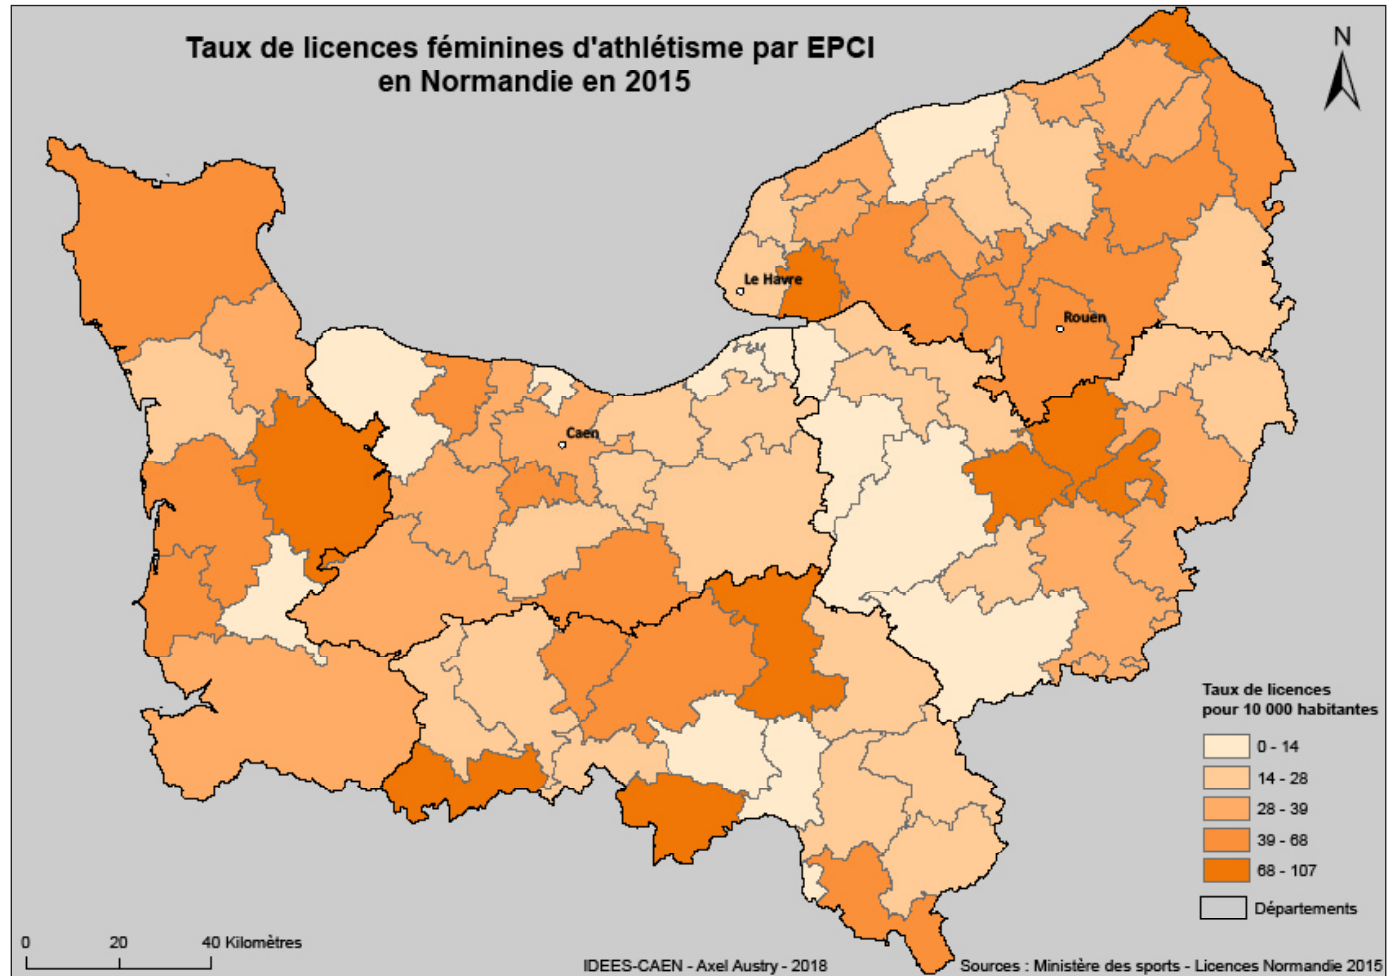 Taux de licences féminines d'athlétisme par EPCI
en Normandie en 2015
N
Le Havre
Rouen
Caen
Taux de licences
pour 10 000 habitantes
0 - 14
14 - 28
28 - 39
39 - 68
68 - 107
Départements
0 20 40 Kilomètres
IDEES-CAEN - Axel Austry - 2018
Sources : Ministère des sports - Licences Normandie 2015